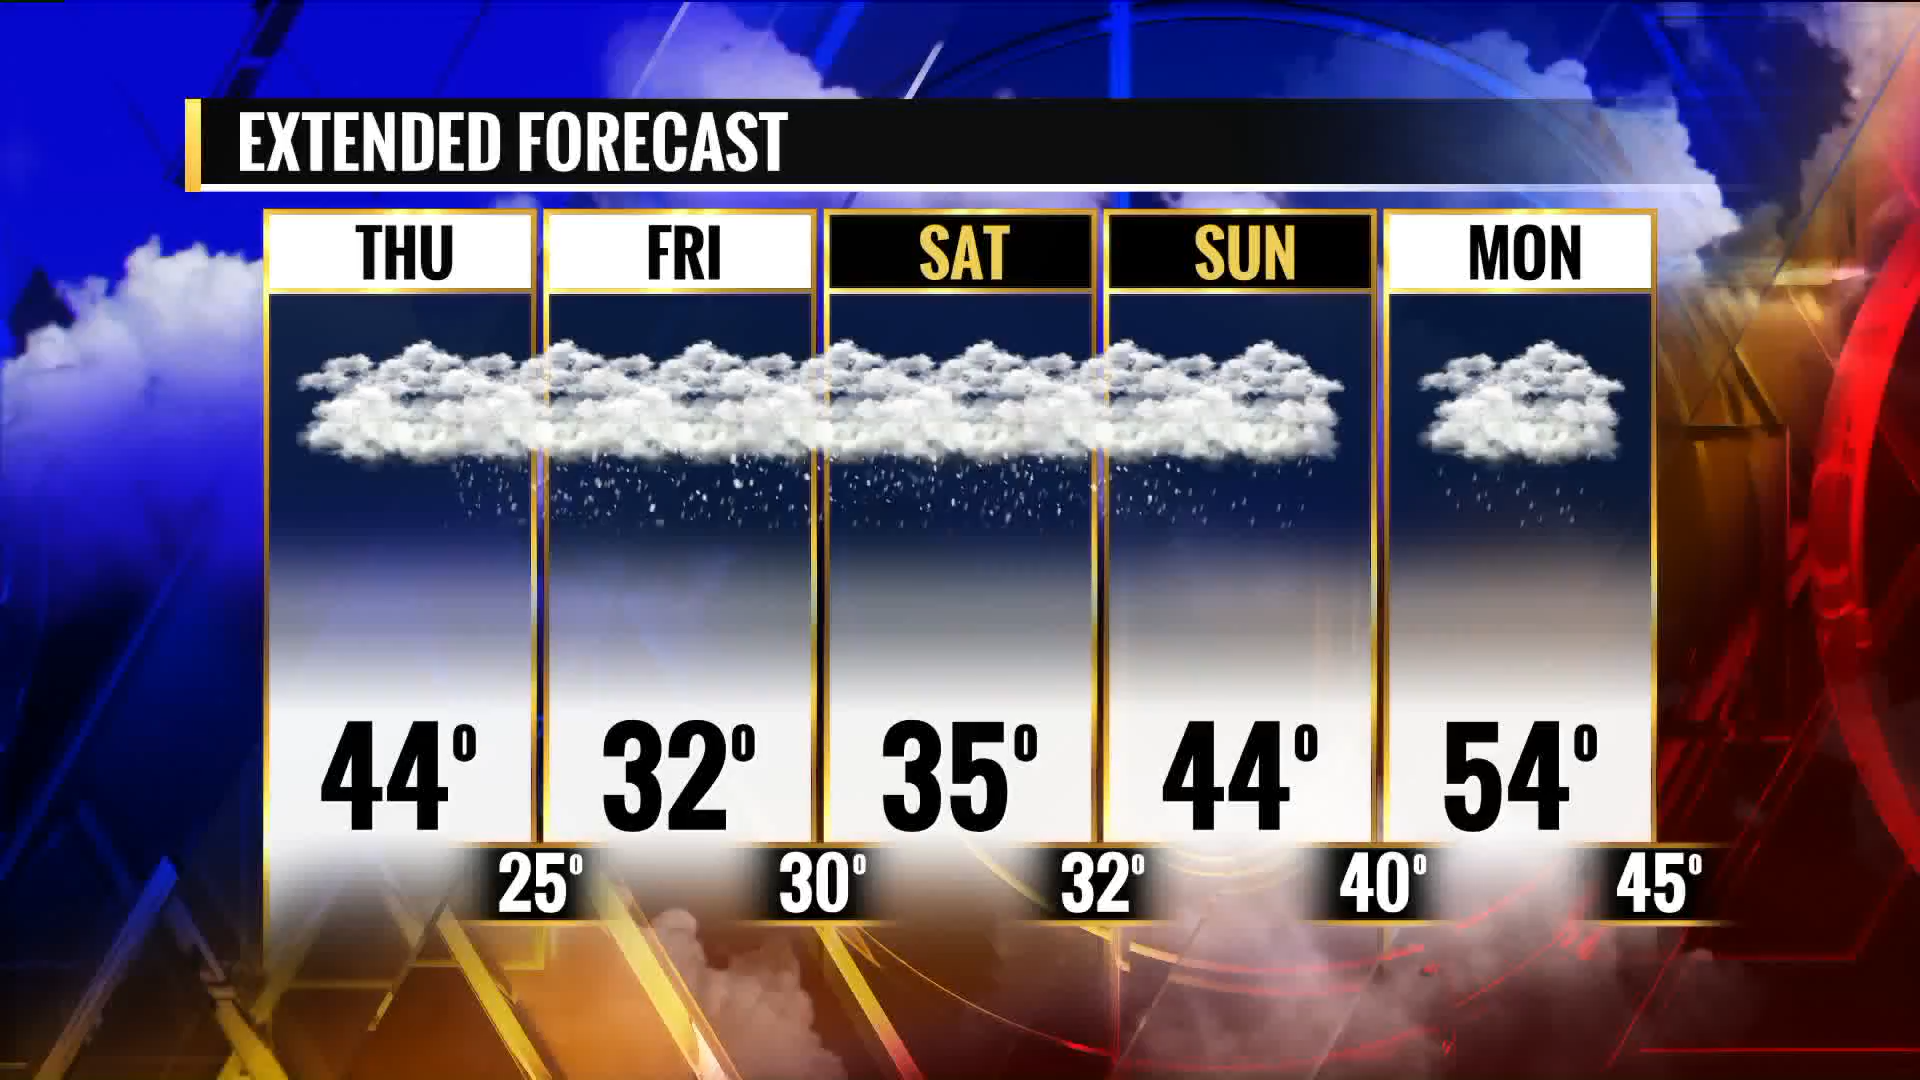 EXTENDED FORECAST
THU FRI SAT SUN MON
44° 32° 35° 44° 54°
25° 30° 32° 40° 45°